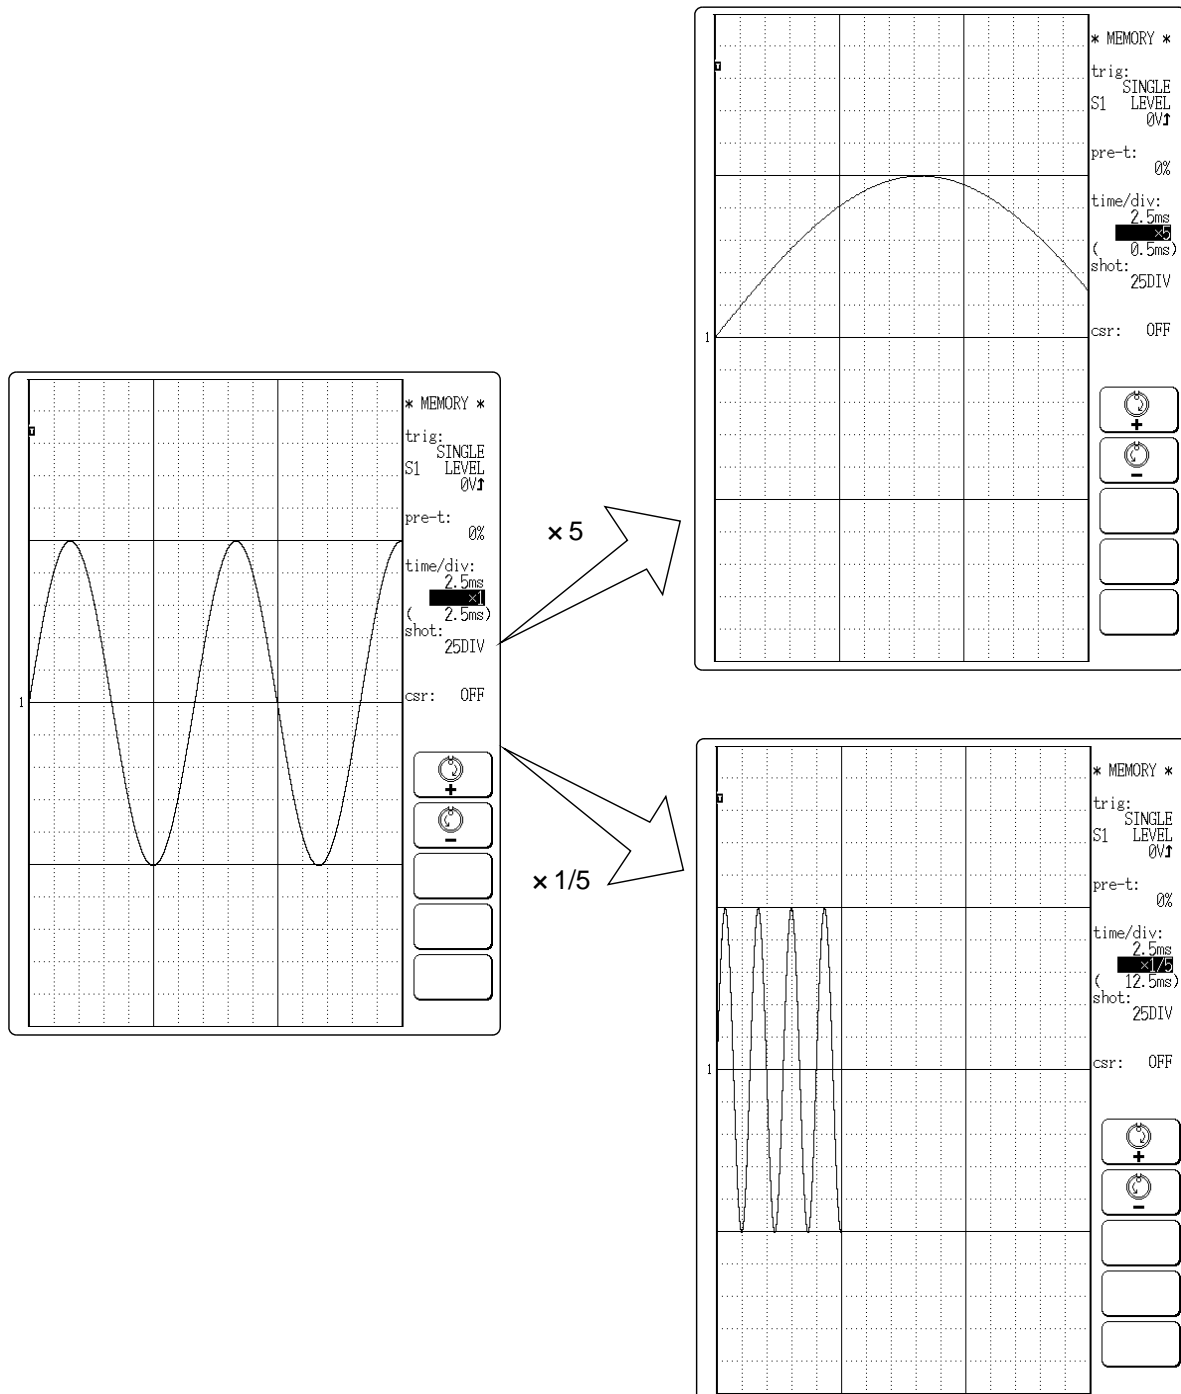 * MEMORY *
T
trig:
SINGLE
S1 LEVEL
0V↥
pre-t:
0%
time/div:
2.5ms
×1
( 2.5ms)
shot:
25DIV
1
csr: OFF
+
−
× 5
× 1/5
* MEMORY *
T
trig:
SINGLE
S1 LEVEL
0V↥
pre-t:
0%
time/div:
2.5ms
×5
( 0.5ms)
shot:
25DIV
1
csr: OFF
+
−
* MEMORY *
T
trig:
SINGLE
S1 LEVEL
0V↥
pre-t:
0%
time/div:
2.5ms
×1/5
( 12.5ms)
shot:
25DIV
1
csr: OFF
+
−